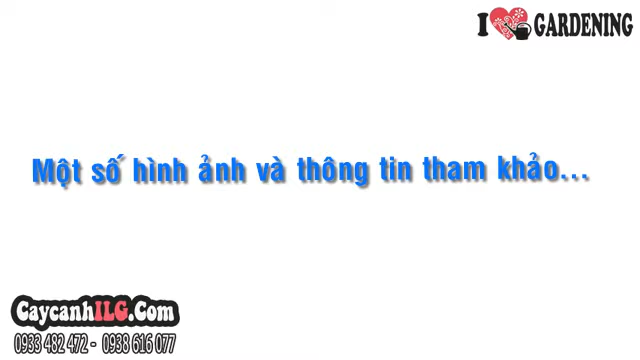 I GARDENING
Một số hình ảnh và thông tin tham khảo...
CaycanhILG.Com
0933 482 472 - 0938 616 077